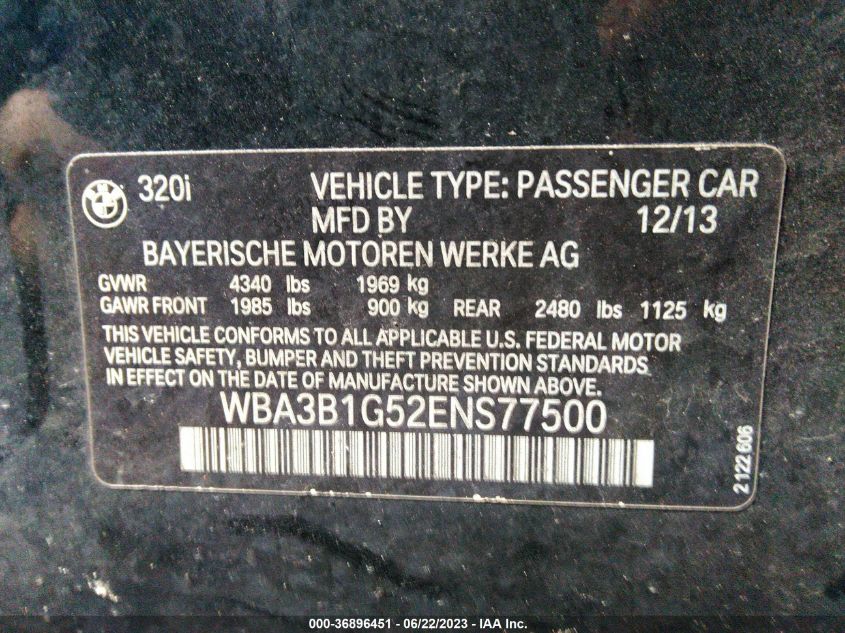 320i VEHICLE TYPE: PASSENGER CAR
MFD BY 12/13
BAYERISCHE MOTOREN WERKE AG
GVWR 4340 lbs 1969 kg
GAWR FRONT 1985 lbs 900 kg REAR 2480 lbs 1125 kg
THIS VEHICLE CONFORMS TO ALL APPLICABLE U.S. FEDERAL MOTOR
VEHICLE SAFETY, BUMPER AND THEFT PREVENTION STANDARDS
IN EFFECT ON THE DATE OF MANUFACTURE SHOWN ABOVE.
WBA3B1G52ENS77500
2 122 606
000-36896451 - 06/22/2023 - IAA Inc.